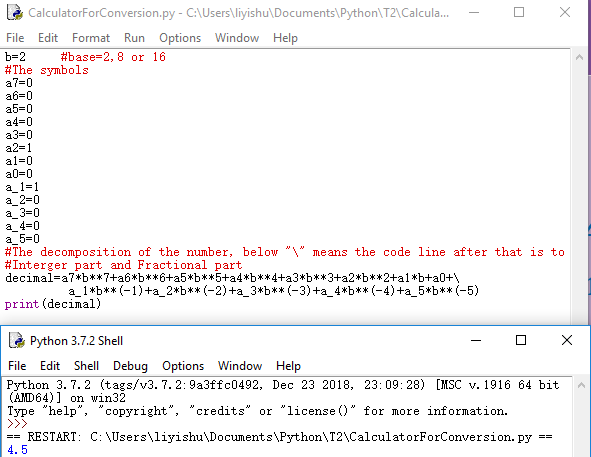 CalculatorForConversion.py - C:\Users\liyishu\Documents\Python\T2\Calcula...
File Edit Format Run Options Window Help
b=2 #base=2,8 or 16
#The symbols
a7=0
a6=0
a5=0
a4=0
a3=0
a2=1
a1=0
a0=0
a_1=1
a_2=0
a_3=0
a_4=0
a_5=0
#The decomposition of the number, below "\" means the code line after that is to
#Interger part and Fractional part
decimal=a7*b**7+a6*b**6+a5*b**5+a4*b**4+a3*b**3+a2*b**2+a1*b+a0+\
a_1*b**(-1)+a_2*b**(-2)+a_3*b**(-3)+a_4*b**(-4)+a_5*b**(-5)
print(decimal)
Python 3.7.2 Shell
File Edit Shell Debug Options Window Help
Python 3.7.2 (tags/v3.7.2:9a3ffc0492, Dec 23 2018, 23:09:28) [MSC v.1916 64 bit
(AMD64)] on win32
Type "help", "copyright", "credits" or "license()" for more information.
>>>
== RESTART: C:\Users\liyishu\Documents\Python\T2\CalculatorForConversion.py ==
4.5